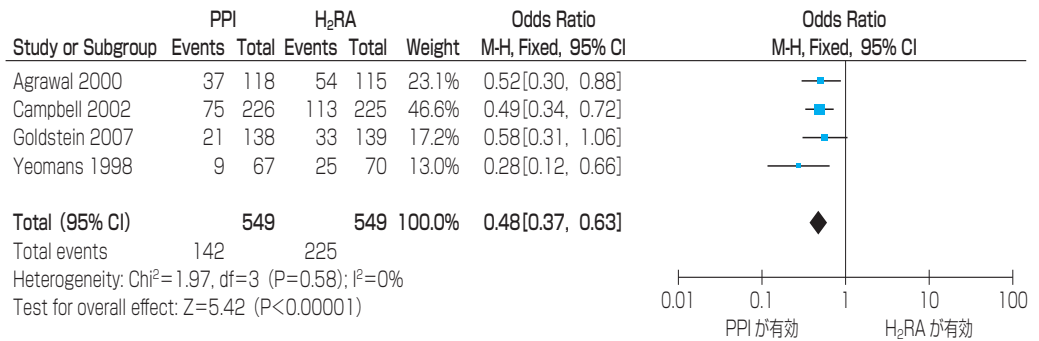 PPI H₂RA Odds Ratio Odds Ratio
Study or Subgroup Events Total Events Total Weight M-H, Fixed, 95% CI M-H, Fixed, 95% CI
Agrawal 2000 37 118 54 115 23.1% 0.52[0.30, 0.88]
Campbell 2002 75 226 113 225 46.6% 0.49[0.34, 0.72]
Goldstein 2007 21 138 33 139 17.2% 0.58[0.31, 1.06]
Yeomans 1998 9 67 25 70 13.0% 0.28[0.12, 0.66]
Total (95% CI) 549 549 100.0% 0.48[0.37, 0.63]
Total events 142 225
Heterogeneity: Chi²=1.97, df=3 (P=0.58); I²=0%
Test for overall effect: Z=5.42 (P<0.00001)
0.01 0.1 1 10 100
PPIが有効 H₂RAが有効